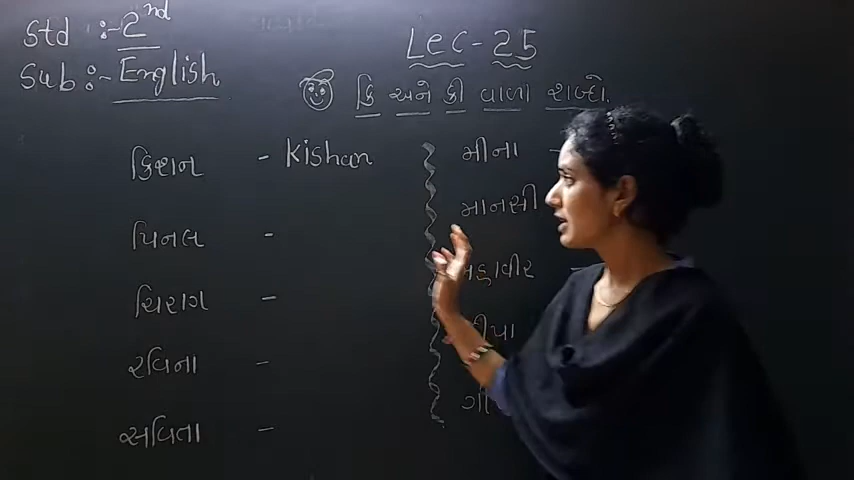 Std :- 2nd
Sub :- English
Lec - 25
કિ અને કી વાળા શબ્દો.
કિશન - Kishan
પિનલ -
ચિરાગ -
રવિના -
સવિતા -
મીના -
માનસી